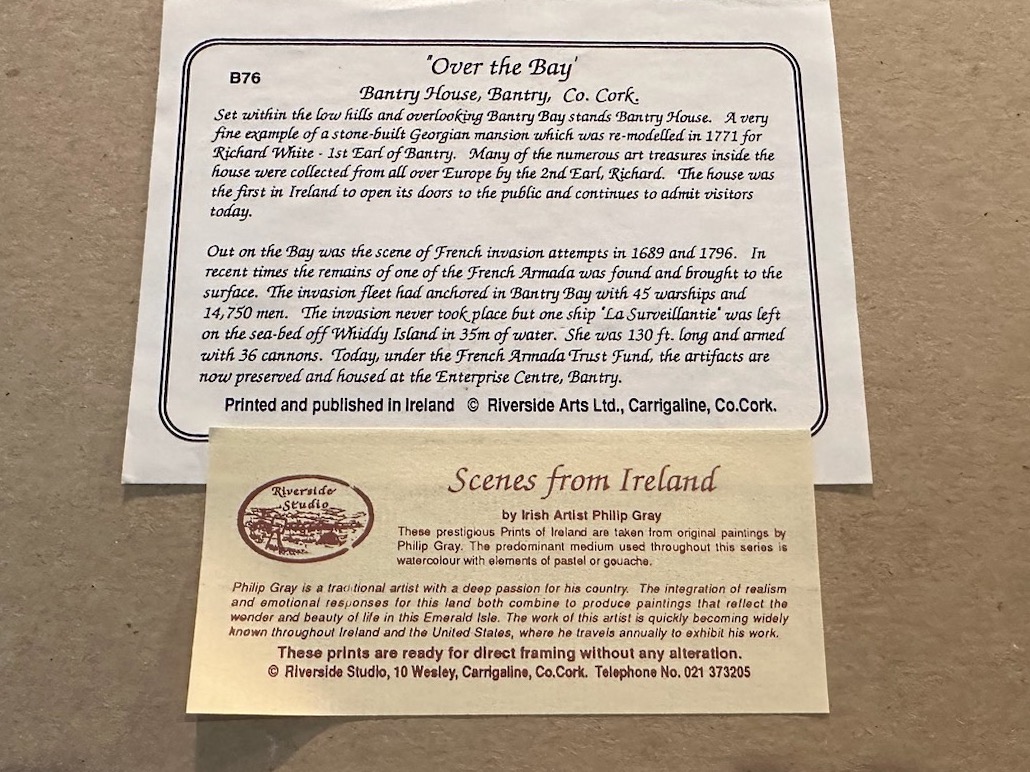 B76
"Over the Bay'
Bantry House, Bantry, Co. Cork.
Set within the low hills and overlooking Bantry Bay stands Bantry House. A very
fine example of a stone-built Georgian mansion which was re-modelled in 1771 for
Richard White - 1st Earl of Bantry. Many of the numerous art treasures inside the
house were collected from all over Europe by the 2nd Earl, Richard. The house was
the first in Ireland to open its doors to the public and continues to admit visitors
today.
Out on the Bay was the scene of French invasion attempts in 1689 and 1796. In
recent times the remains of one of the French Armada was found and brought to the
surface. The invasion fleet had anchored in Bantry Bay with 45 warships and
14,750 men. The invasion never took place but one ship "La Surveillantie" was left
on the sea-bed off Whiddy Island in 35m of water. She was 130 ft. long and armed
with 36 cannons. Today, under the French Armada Trust Fund, the artifacts are
now preserved and housed at the Enterprise Centre, Bantry.
Printed and published in Ireland © Riverside Arts Ltd., Carrigaline, Co.Cork.
Riverside
Studio
Scenes from Ireland
by Irish Artist Philip Gray
These prestigious Prints of Ireland are taken from original paintings by
Philip Gray. The predominant medium used throughout this series is
watercolour with elements of pastel or gouache.
Philip Gray is a traditional artist with a deep passion for his country. The integration of realism
and emotional responses for this land both combine to produce paintings that reflect the
wonder and beauty of life in this Emerald Isle. The work of this artist is quickly becoming widely
known throughout Ireland and the United States, where he travels annually to exhibit his work.
These prints are ready for direct framing without any alteration.
© Riverside Studio, 10 Wesley, Carrigaline, Co.Cork. Telephone No. 021 373205